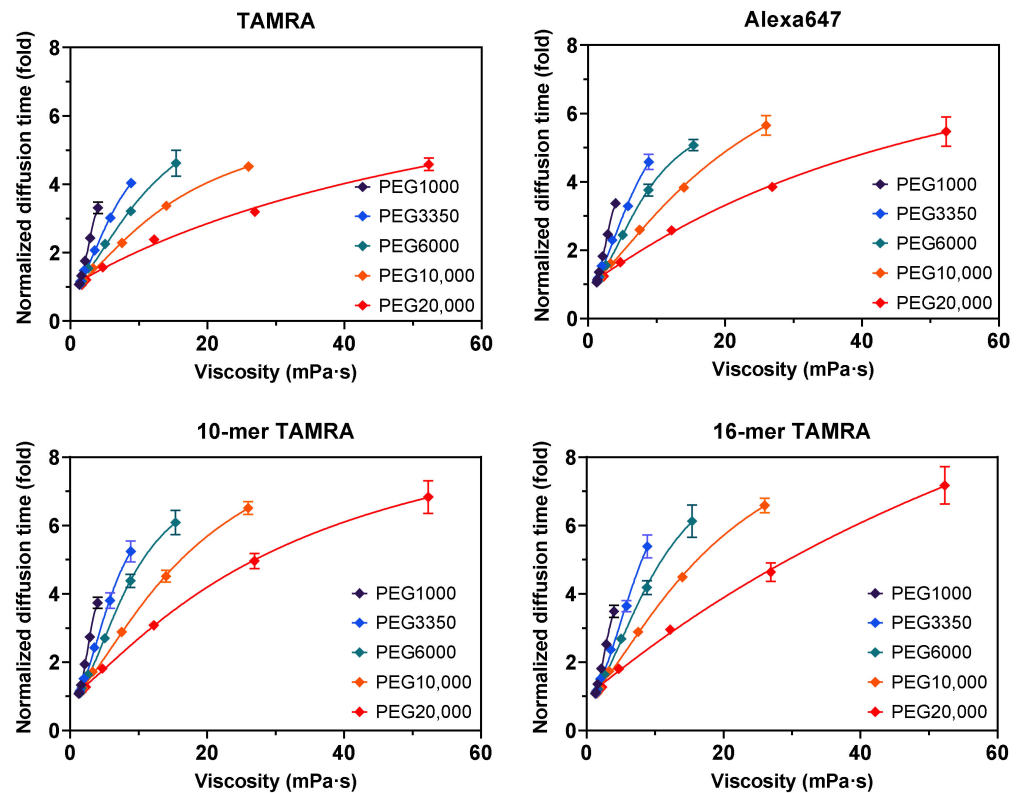 TAMRA
Normalized diffusion time (fold)
8
6
4
2
0
PEG1000
PEG3350
PEG6000
PEG10,000
PEG20,000
0 20 40 60
Viscosity (mPa·s)
Alexa647
Normalized diffusion time (fold)
8
6
4
2
0
PEG1000
PEG3350
PEG6000
PEG10,000
PEG20,000
0 20 40 60
Viscosity (mPa·s)
10-mer TAMRA
Normalized diffusion time (fold)
8
6
4
2
0
PEG1000
PEG3350
PEG6000
PEG10,000
PEG20,000
0 20 40 60
Viscosity (mPa·s)
16-mer TAMRA
Normalized diffusion time (fold)
8
6
4
2
0
PEG1000
PEG3350
PEG6000
PEG10,000
PEG20,000
0 20 40 60
Viscosity (mPa·s)